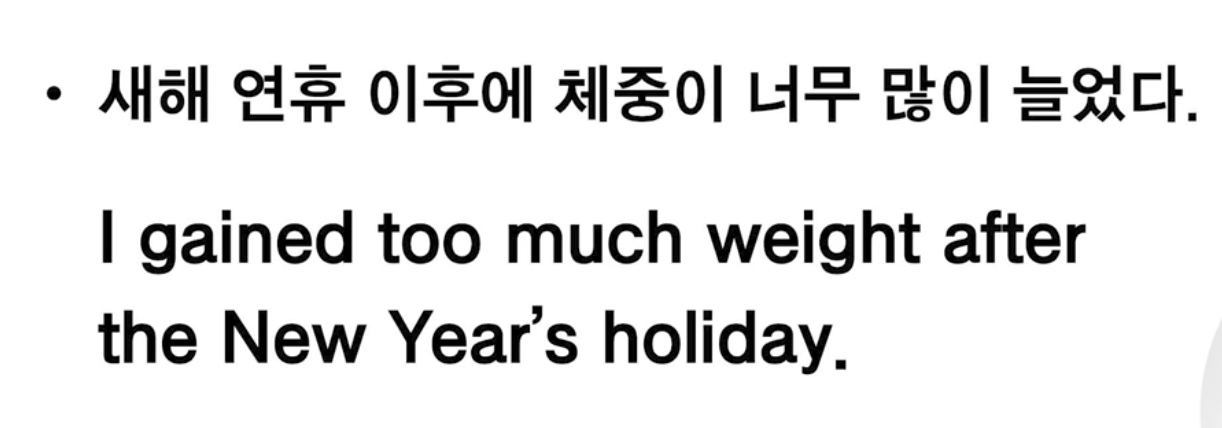 • 새해 연휴 이후에 체중이 너무 많이 늘었다.
I gained too much weight after
the New Year's holiday.